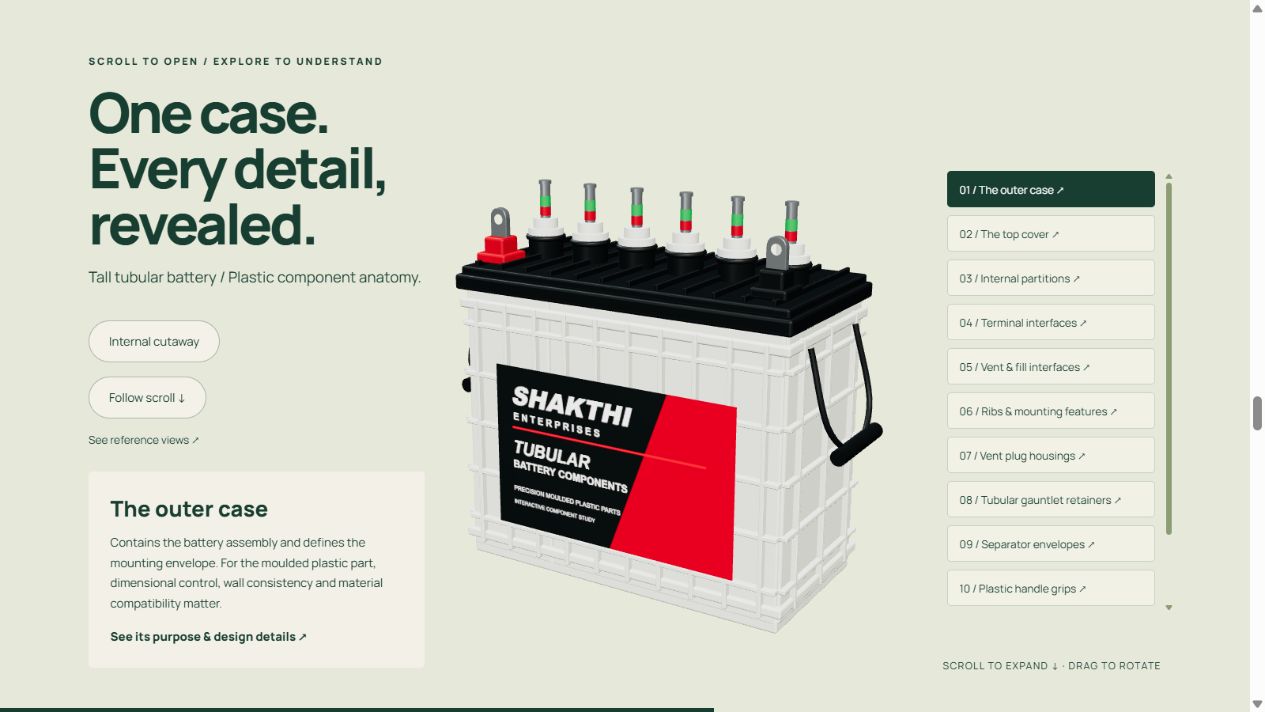 SCROLL TO OPEN / EXPLORE TO UNDERSTAND
One case.
Every detail,
revealed.
Tall tubular battery / Plastic component anatomy.
Internal cutaway
Follow scroll ↓
See reference views ↗
The outer case
Contains the battery assembly and defines the
mounting envelope. For the moulded plastic part,
dimensional control, wall consistency and material
compatibility matter.
See its purpose & design details ↗
SHAKTHI
ENTERPRISES
TUBULAR
BATTERY COMPONENTS
PRECISION MOULDED PLASTIC PARTS
INTERACTIVE COMPONENT STUDY
01 / The outer case ↗
02 / The top cover ↗
03 / Internal partitions ↗
04 / Terminal interfaces ↗
05 / Vent & fill interfaces ↗
06 / Ribs & mounting features ↗
07 / Vent plug housings ↗
08 / Tubular gauntlet retainers ↗
09 / Separator envelopes ↗
10 / Plastic handle grips ↗
SCROLL TO EXPAND ↓ · DRAG TO ROTATE